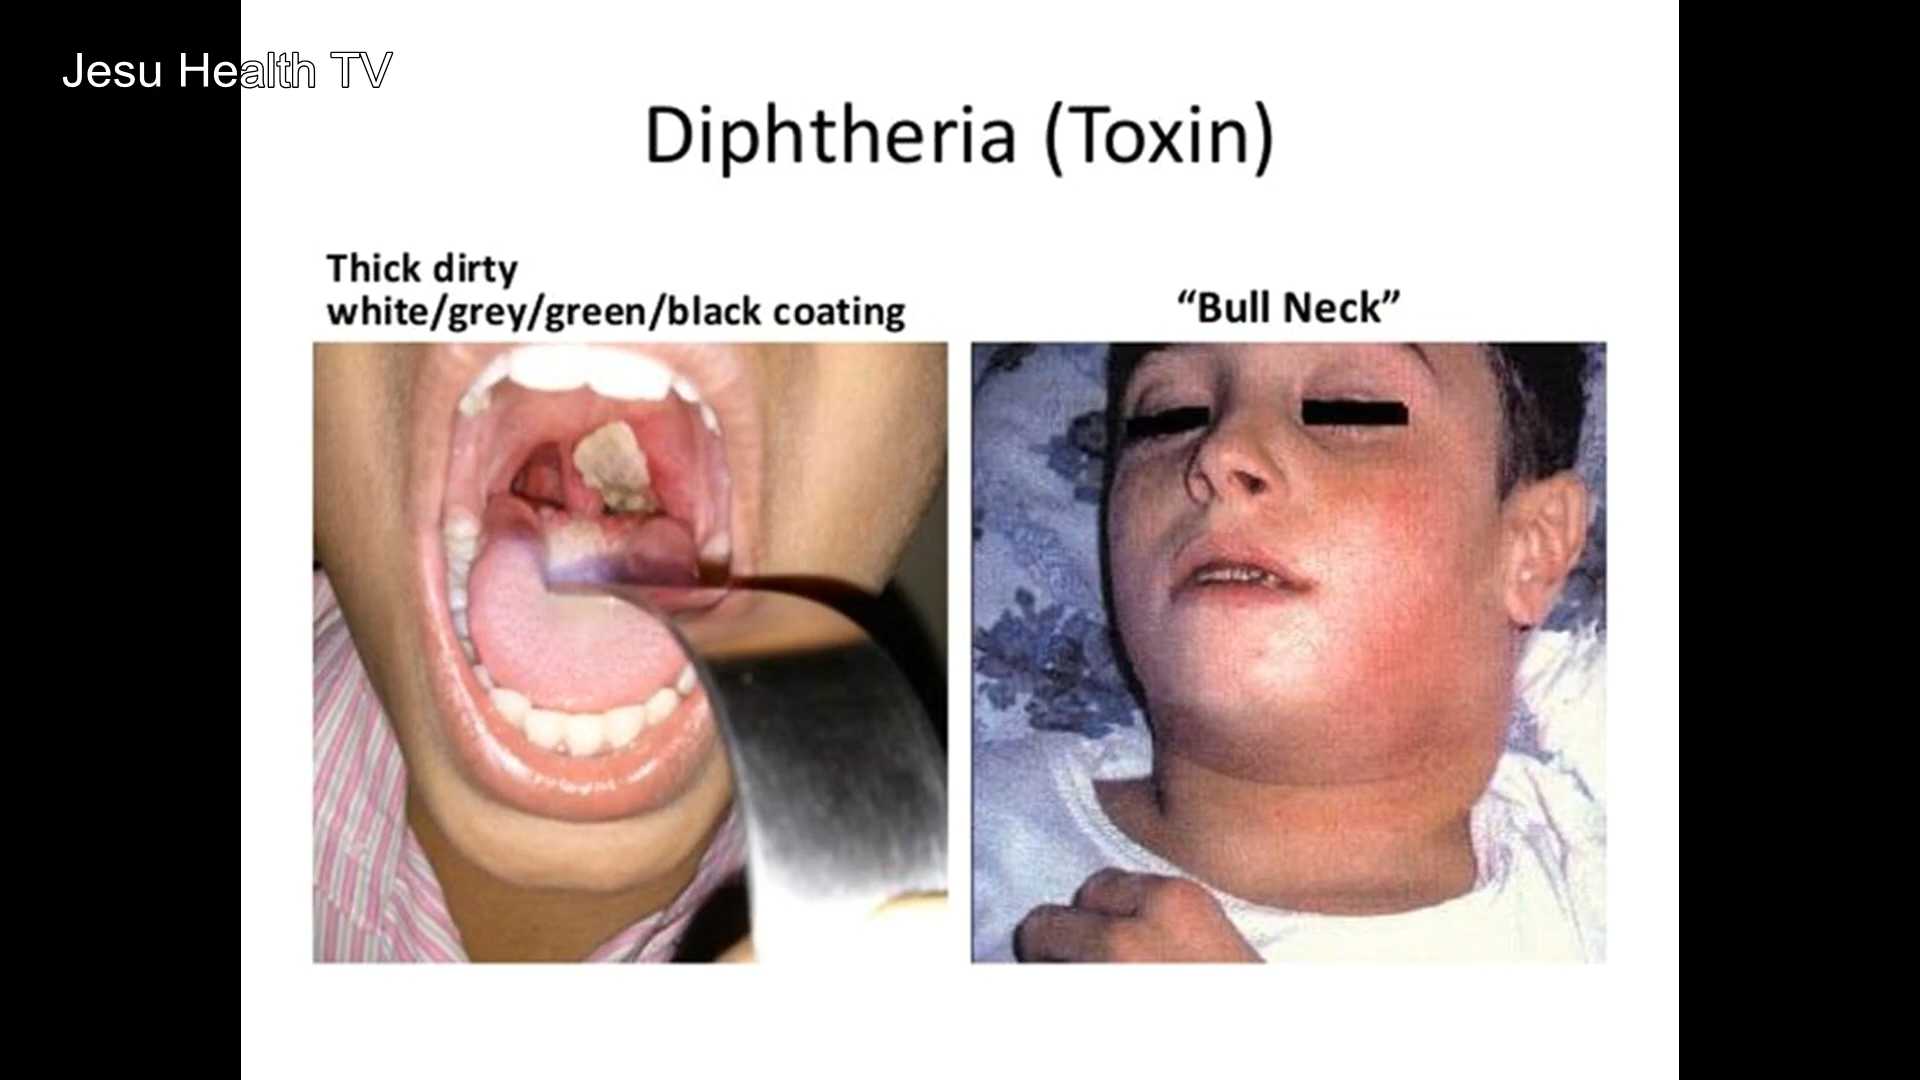 Jesu Health TV
Diphtheria (Toxin)
Thick dirty
white/grey/green/black coating
“Bull Neck”